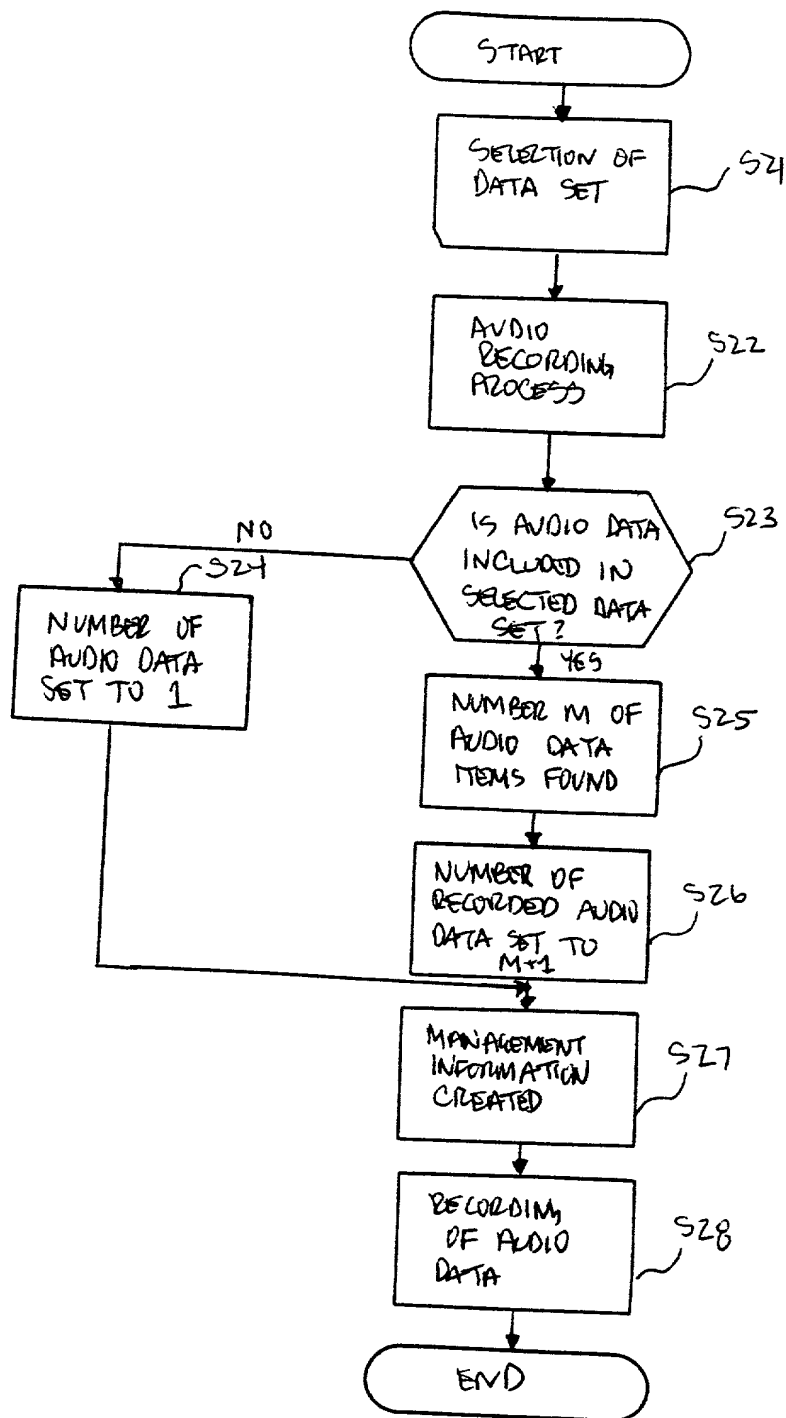 START
SELECTION OF
DATA SET
S21
AUDIO
RECORDING
PROCESS
S22
IS AUDIO DATA
INCLUDED IN
SELECTED DATA
SET?
S23
NO
YES
S24
NUMBER OF
AUDIO DATA
SET TO 1
NUMBER M OF
AUDIO DATA
ITEMS FOUND
S25
NUMBER OF
RECORDED AUDIO
DATA SET TO
M+1
S26
MANAGEMENT
INFORMATION
CREATED
S27
RECORDING
OF AUDIO
DATA
S28
END